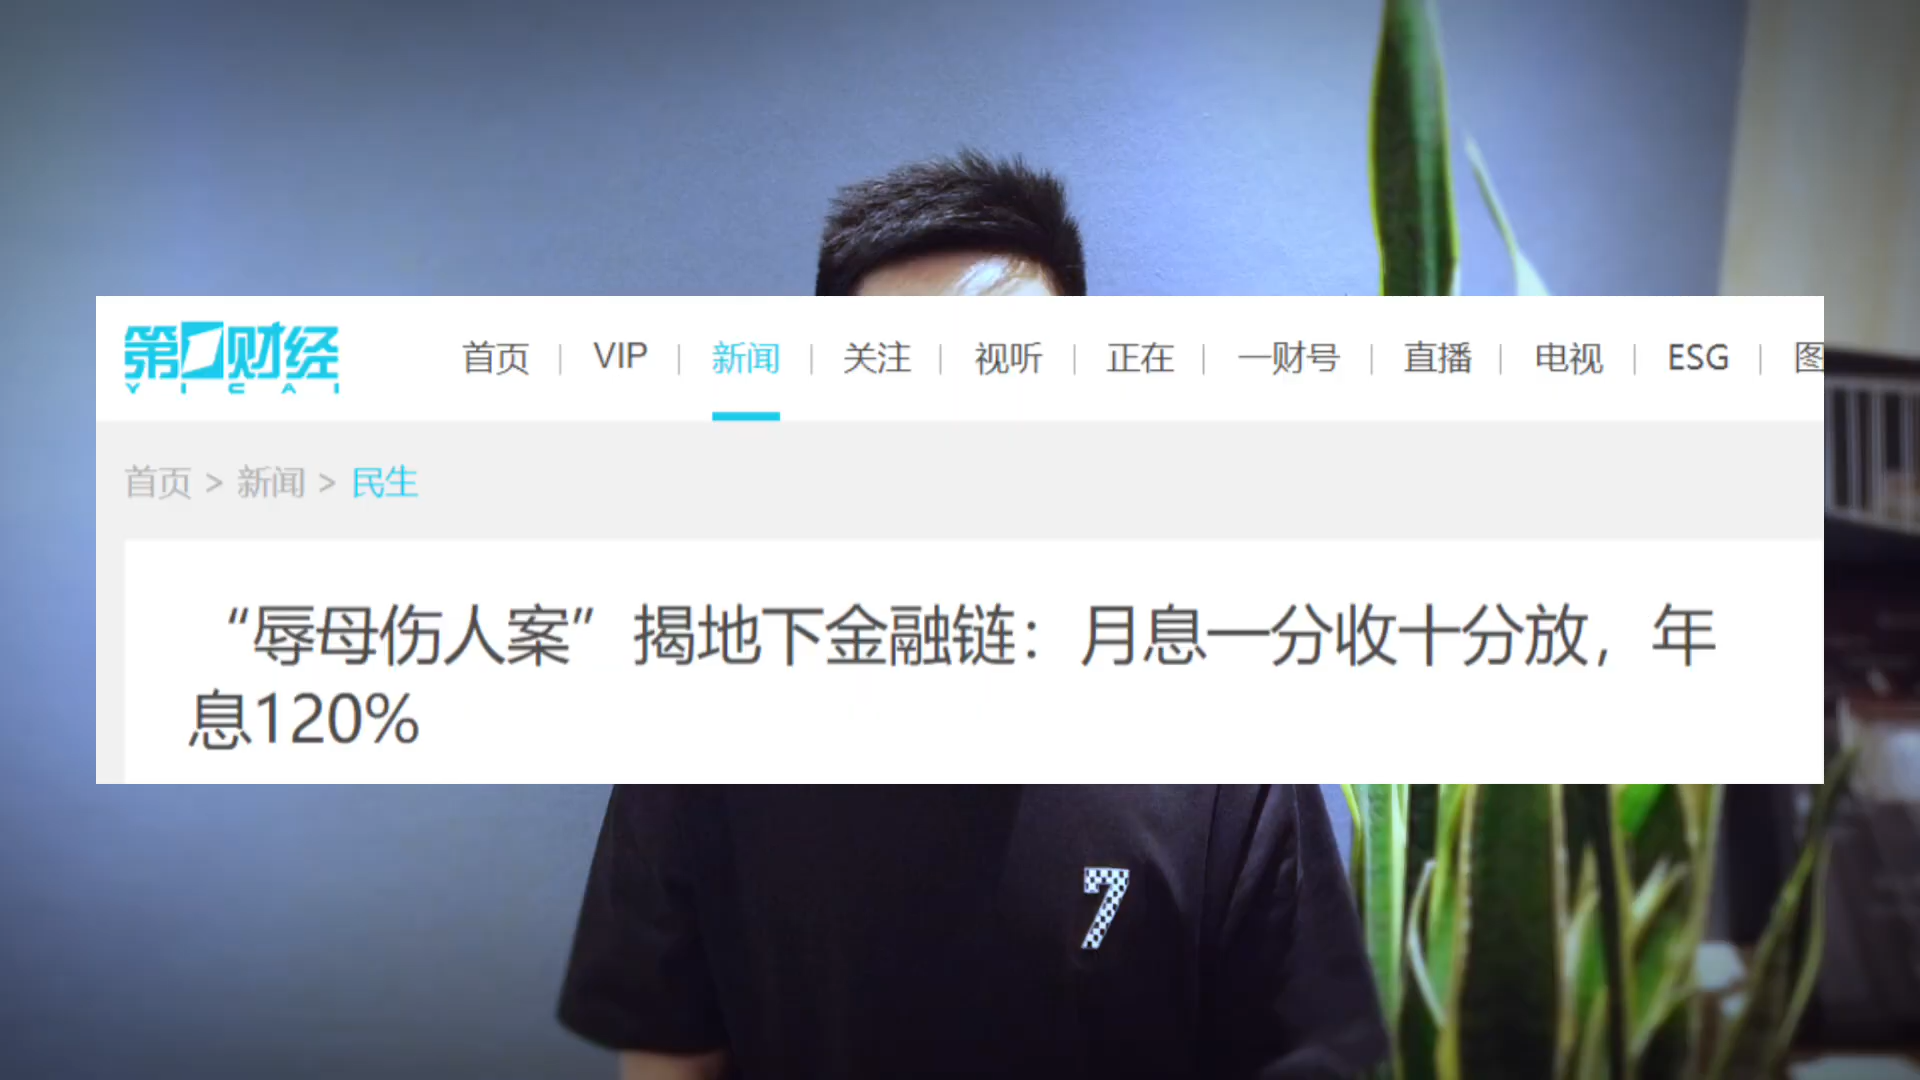 第一财经
YICAI
首页 | VIP | 新闻 | 关注 | 视听 | 正在 | 一财号 | 直播 | 电视 | ESG | 图
首页 > 新闻 > 民生
“辱母伤人案”揭地下金融链：月息一分收十分放，年
息120%
7